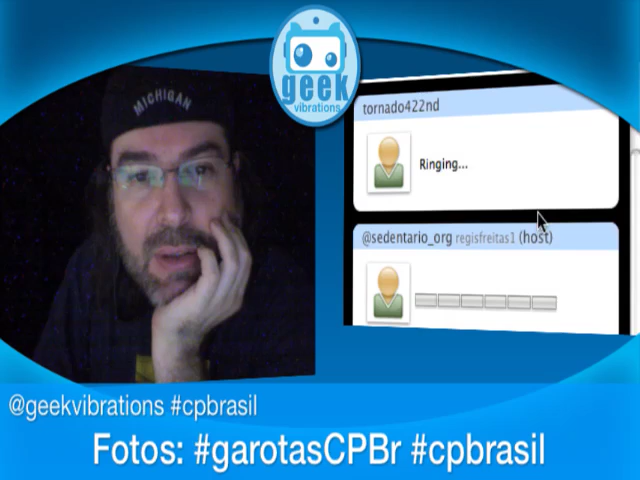 geek
vibrations
MICHIGAN
tornado422nd
Ringing...
@sedentario_org regisfreitas1 (host)
@geekvibrations #cpbrasil
Fotos: #garotasCPBr #cpbrasil